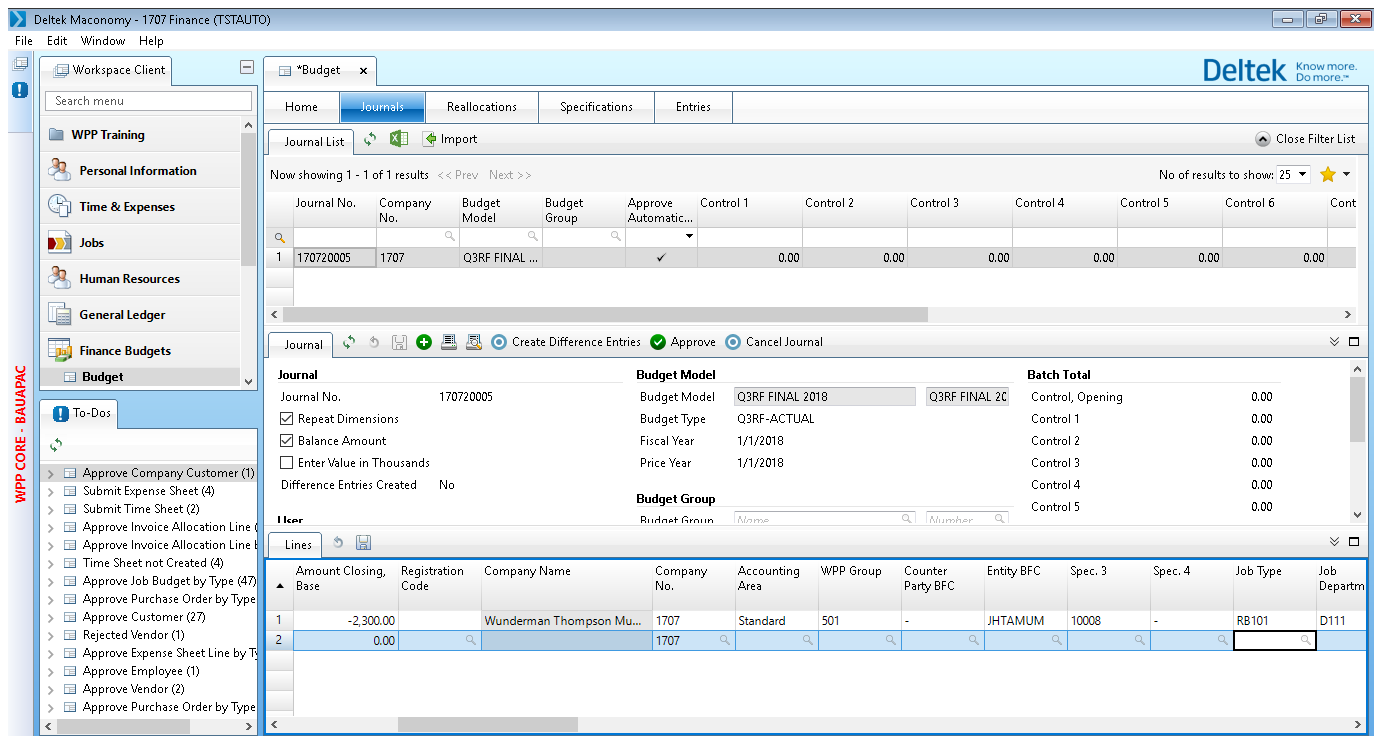 Deltek Maconomy - 1707 Finance (TSTAUTO)
File Edit Window Help
Workspace Client
Search menu
WPP Training
Personal Information
Time & Expenses
Jobs
Human Resources
General Ledger
Finance Budgets
Budget
WPP CORE - BAUAPAC
To-Dos
Approve Company Customer (1)
Submit Expense Sheet (4)
Submit Time Sheet (2)
Approve Invoice Allocation Line (
Approve Invoice Allocation Line
Time Sheet not Created (4)
Approve Job Budget by Type (47)
Approve Purchase Order by Type
Approve Customer (27)
Rejected Vendor (1)
Approve Expense Sheet Line by
Approve Employee (1)
Approve Vendor (2)
Approve Purchase Order by Type
*Budget
Deltek Know more.
Do more.™
Home Journals Reallocations Specifications Entries
Journal List Import Close Filter List
Now showing 1 - 1 of 1 results << Prev Next >> No of results to show: 25
Journal No. Company Budget Budget Approve Control 1 Control 2 Control 3 Control 4 Control 5 Control 6 Cont
No. Model Group Automatic...
1 170720005 1707 Q3RF FINAL ... ✓ 0.00 0.00 0.00 0.00 0.00 0.00
Journal Create Difference Entries Approve Cancel Journal
Journal Budget Model Batch Total
Journal No. 170720005 Budget Model Q3RF FINAL 2018 Q3RF FINAL 20 Control, Opening 0.00
Repeat Dimensions Budget Type Q3RF-ACTUAL Control 1 0.00
Balance Amount Fiscal Year 1/1/2018 Control 2 0.00
Enter Value in Thousands Price Year 1/1/2018 Control 3 0.00
Difference Entries Created No Control 4 0.00
Budget Group Control 5 0.00
User Budget Group Name Number
Lines
Amount Closing, Registration Company Name Company Accounting WPP Group Counter Entity BFC Spec. 3 Spec. 4 Job Type Job
Base Code No. Area Party BFC Departm
1 -2,300.00 Wunderman Thompson Mu... 1707 Standard 501 - JHTAMUM 10008 - RB101 D111
2 0.00 1707